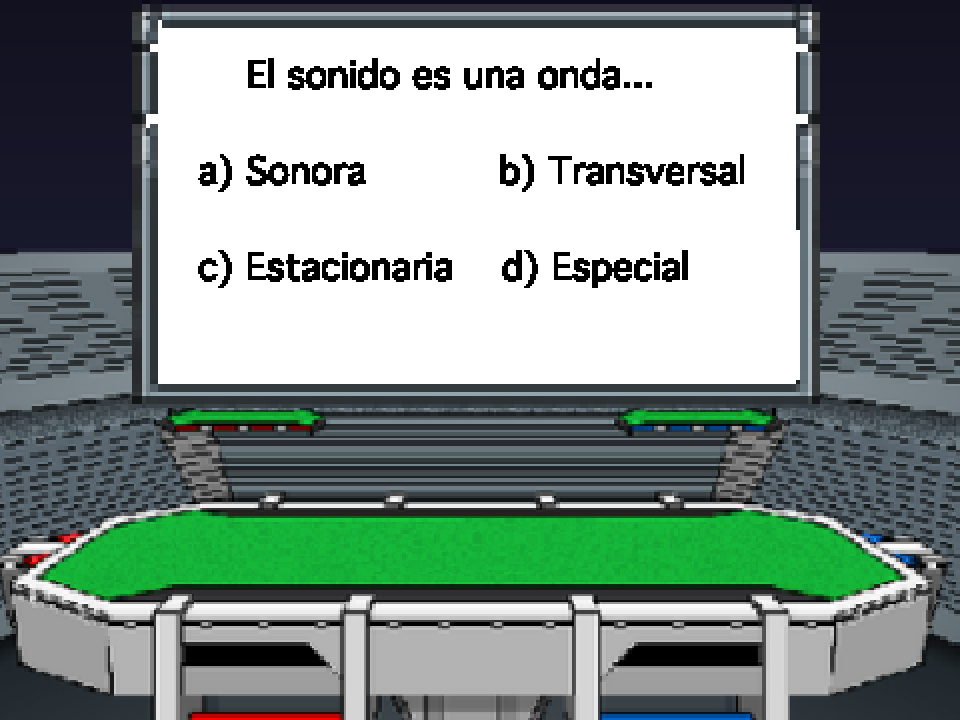 El sonido es una onda...
a) Sonora b) Transversal
c) Estacionaria d) Especial